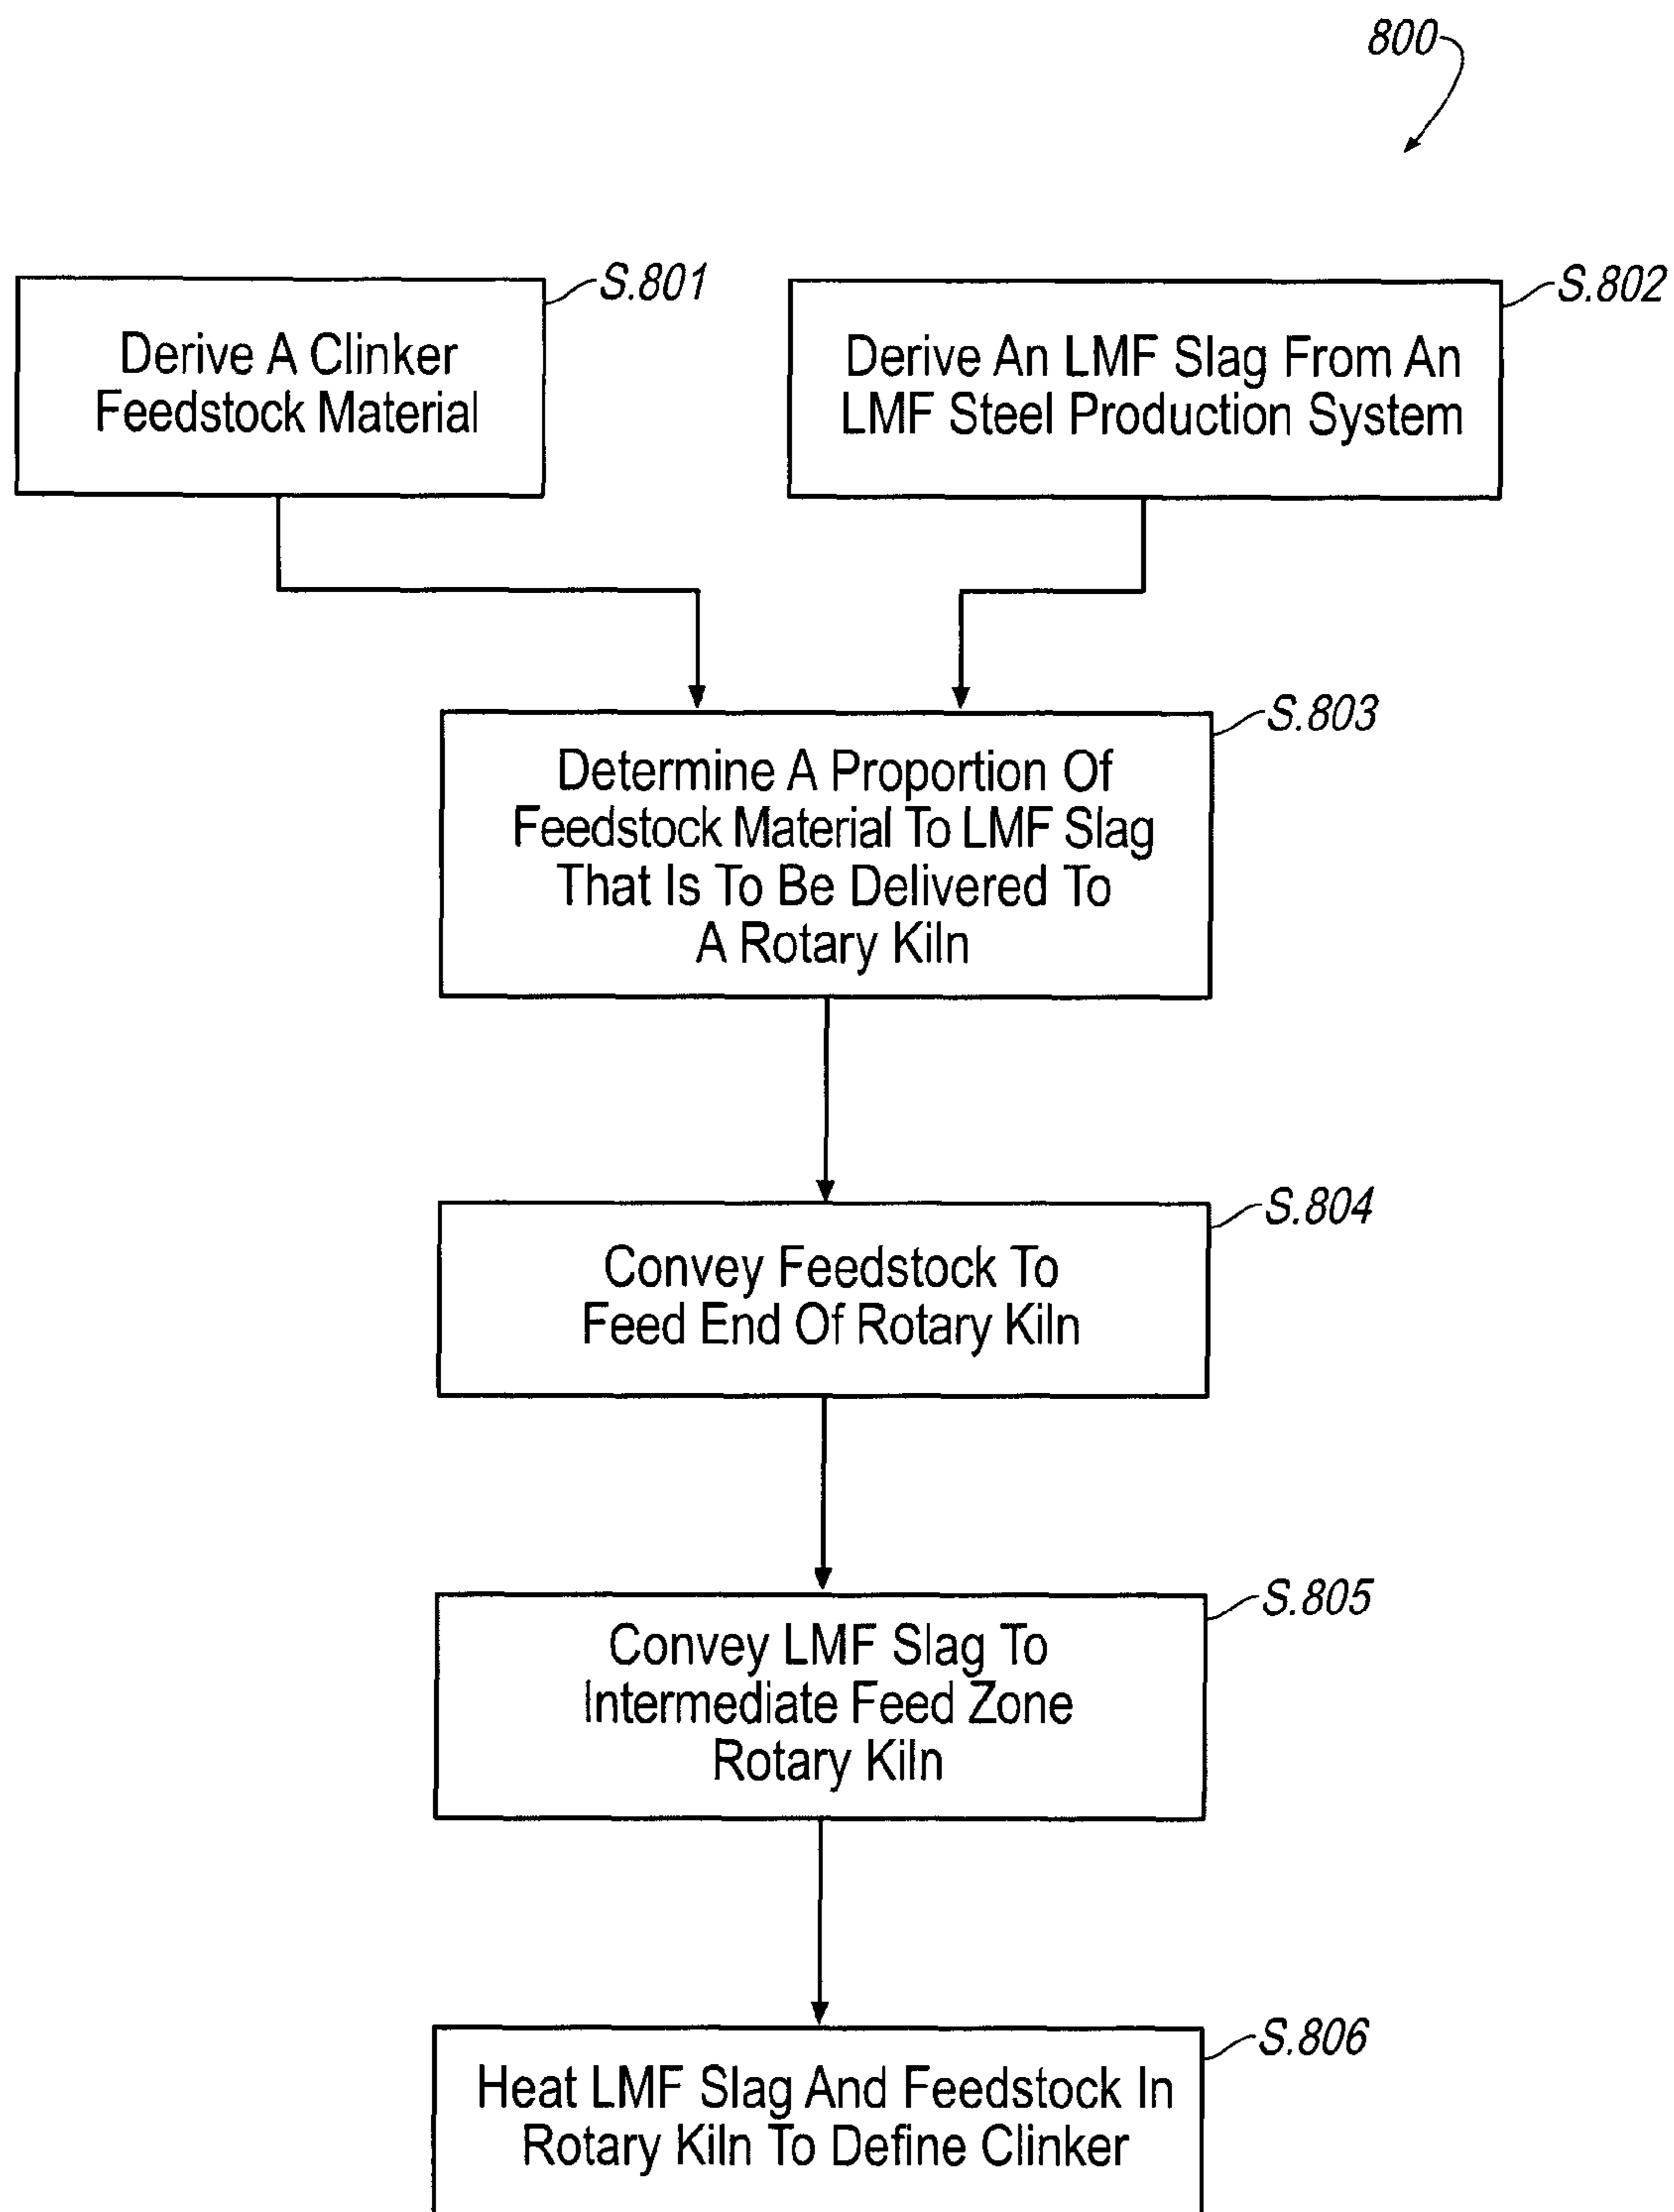 800
S.801
Derive A Clinker
Feedstock Material
S.802
Derive An LMF Slag From An
LMF Steel Production System
S.803
Determine A Proportion Of
Feedstock Material To LMF Slag
That Is To Be Delivered To
A Rotary Kiln
S.804
Convey Feedstock To
Feed End Of Rotary Kiln
S.805
Convey LMF Slag To
Intermediate Feed Zone
Rotary Kiln
S.806
Heat LMF Slag And Feedstock In
Rotary Kiln To Define Clinker